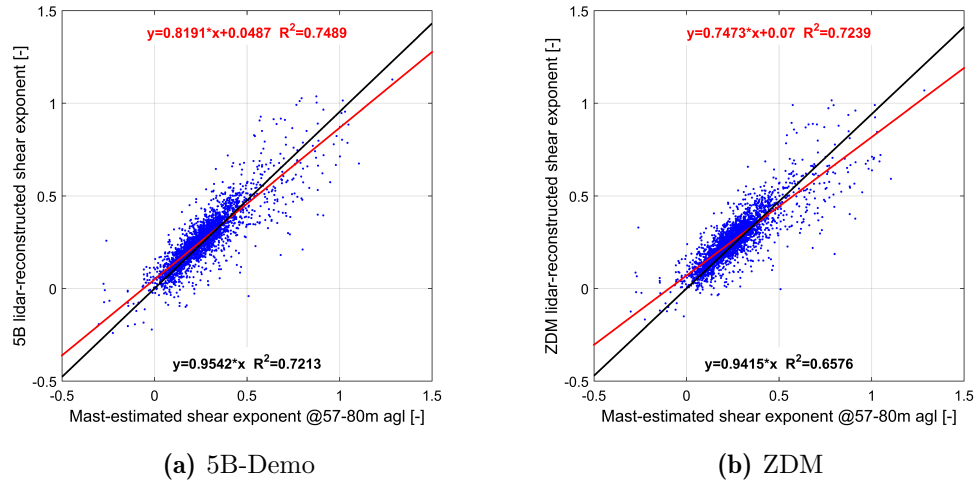 y=0.8191*x+0.0487 R²=0.7489
1.5
1
0.5
0
-0.5
5B lidar-reconstructed shear exponent [-]
y=0.9542*x R²=0.7213
-0.5 0 0.5 1 1.5
Mast-estimated shear exponent @57-80m agl [-]
(a) 5B-Demo
y=0.7473*x+0.07 R²=0.7239
1.5
1
0.5
0
-0.5
ZDM lidar-reconstructed shear exponent [-]
y=0.9415*x R²=0.6576
-0.5 0 0.5 1 1.5
Mast-estimated shear exponent @57-80m agl [-]
(b) ZDM